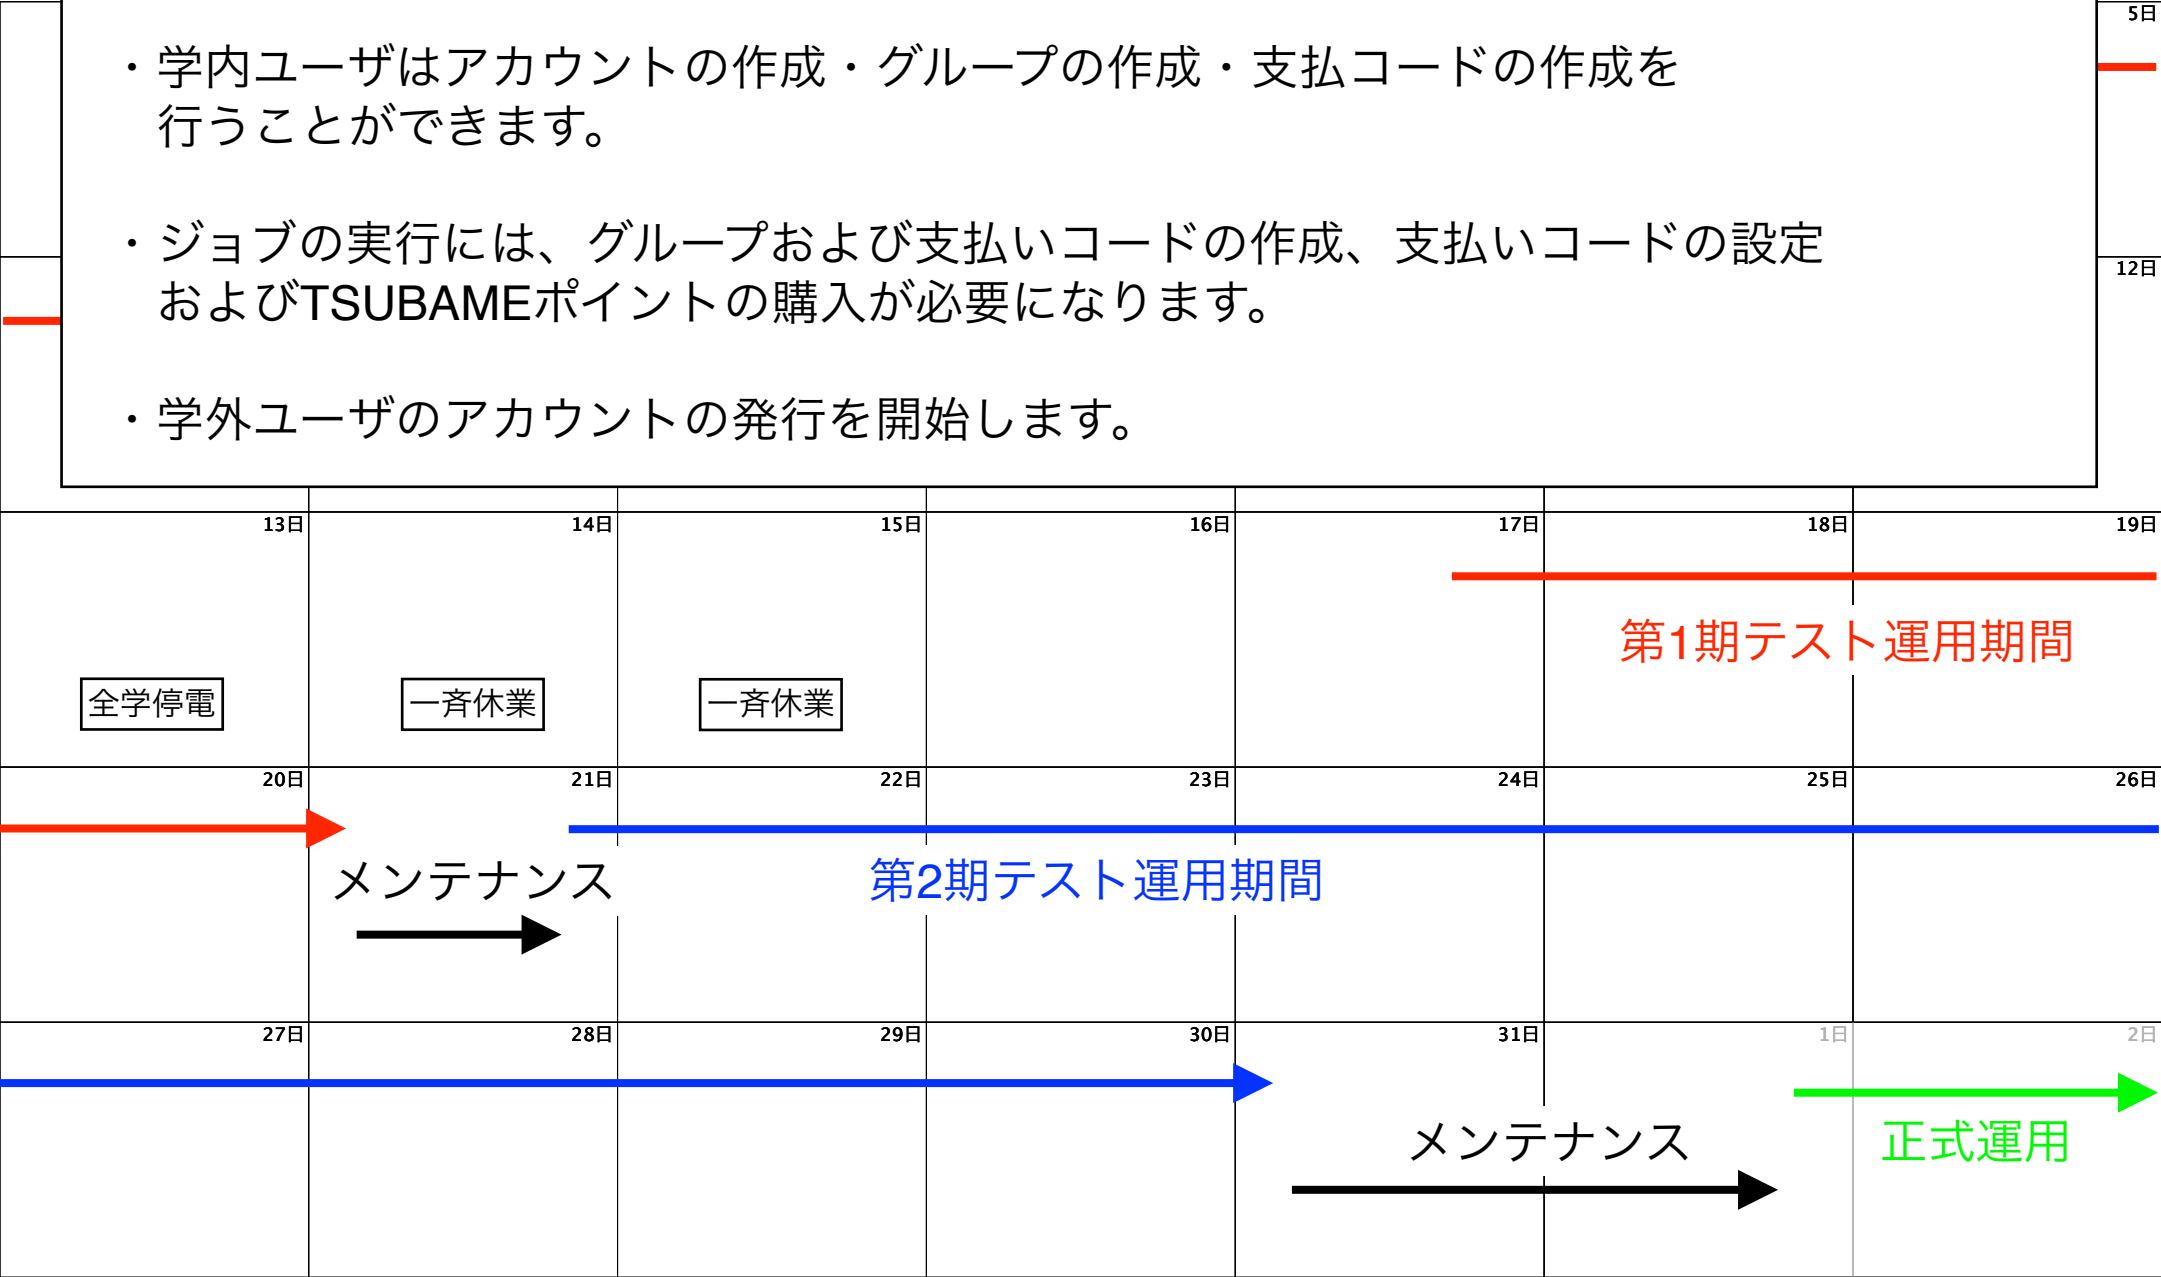 5日
・学内ユーザはアカウントの作成・グループの作成・支払コードの作成を
行うことができます。
・ジョブの実行には、グループおよび支払いコードの作成、支払いコードの設定
およびTSUBAMEポイントの購入が必要になります。
12日
・学外ユーザのアカウントの発行を開始します。
13日 14日 15日 16日 17日 18日 19日
第1期テスト運用期間
全学停電 一斉休業 一斉休業
20日 21日 22日 23日 24日 25日 26日
メンテナンス 第2期テスト運用期間
27日 28日 29日 30日 31日 1日 2日
メンテナンス 正式運用